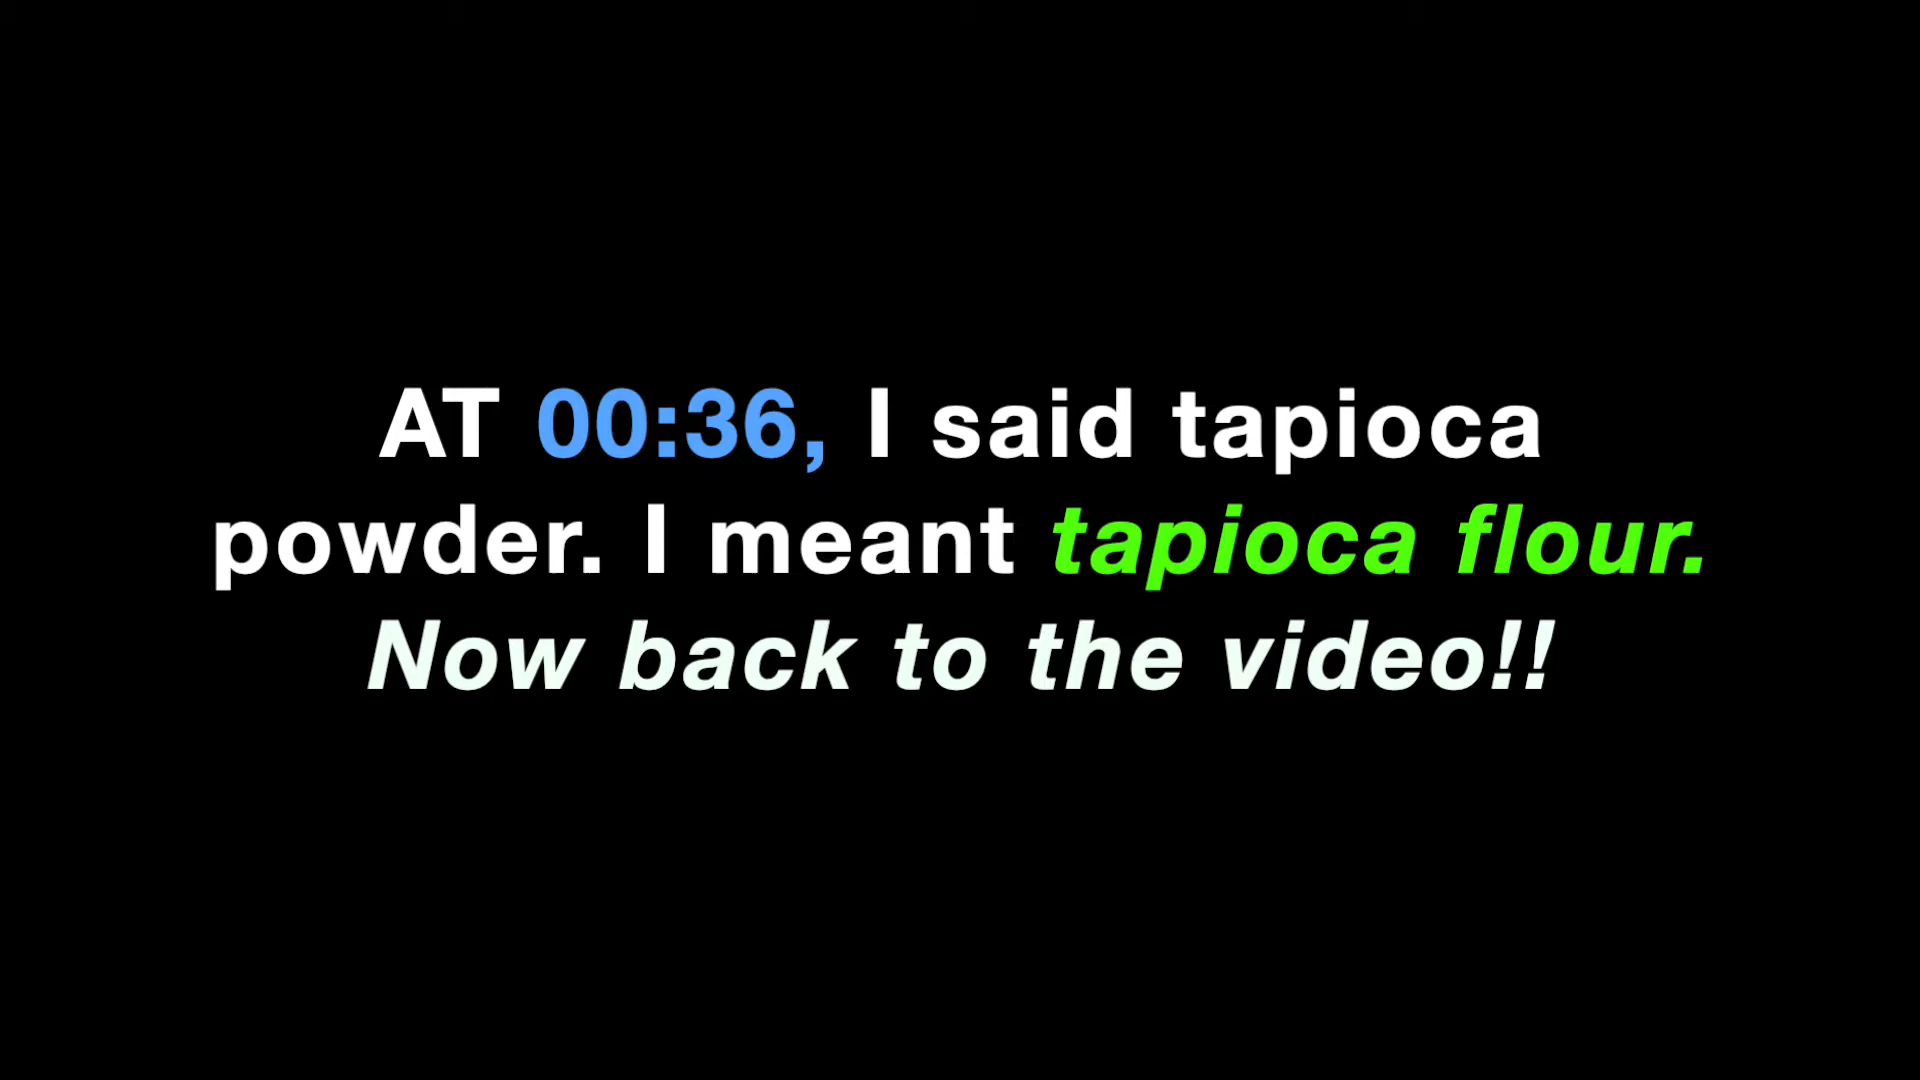 AT 00:36, I said tapioca
powder. I meant tapioca flour.
Now back to the video!!